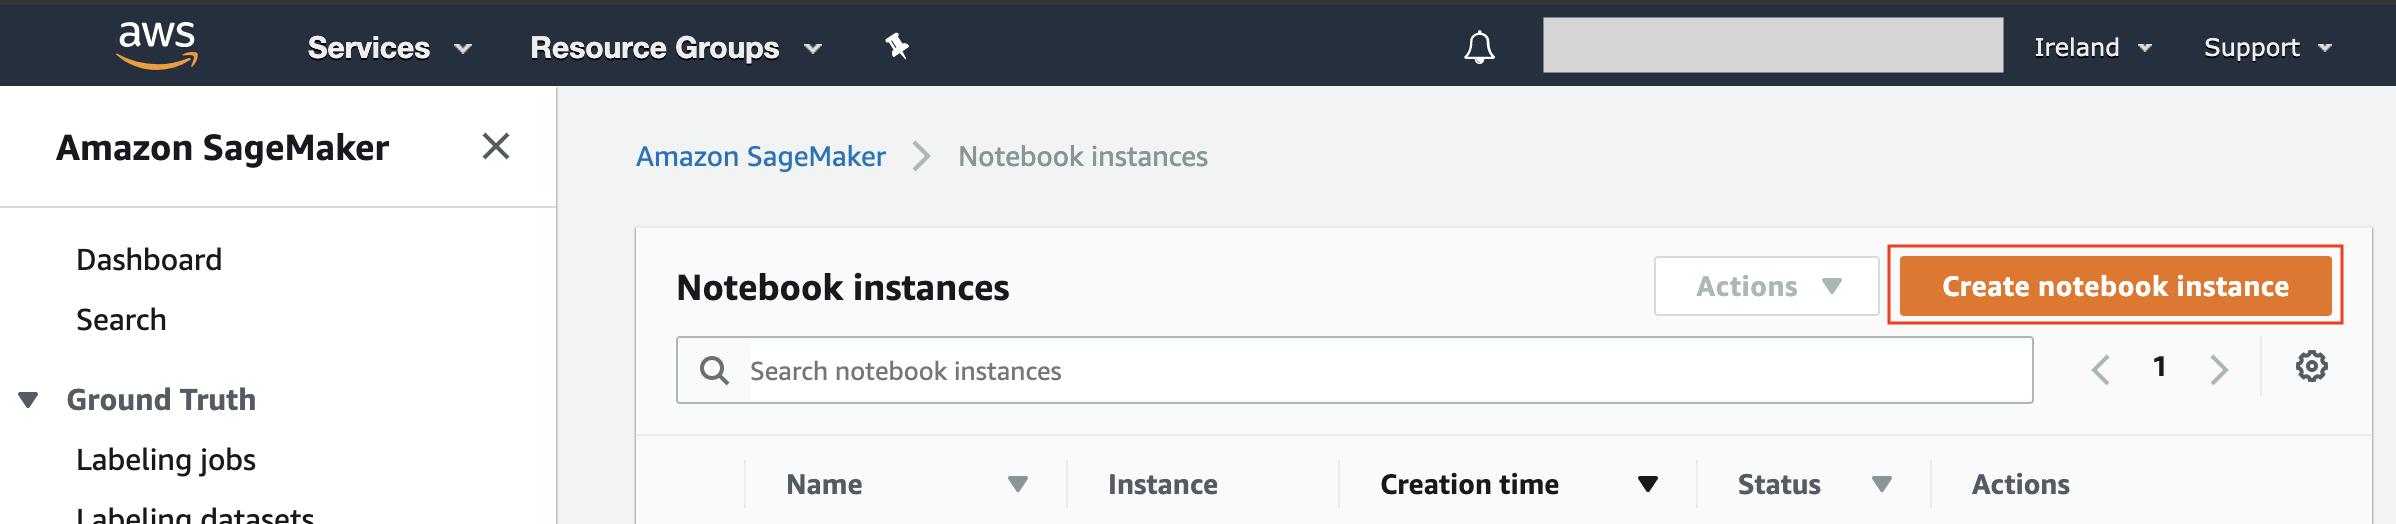 aws Services Resource Groups Ireland Support
Amazon SageMaker
Dashboard
Search
Ground Truth
Labeling jobs
Labeling datasets
Amazon SageMaker Notebook instances
Notebook instances Actions Create notebook instance
Search notebook instances 1
Name Instance Creation time Status Actions